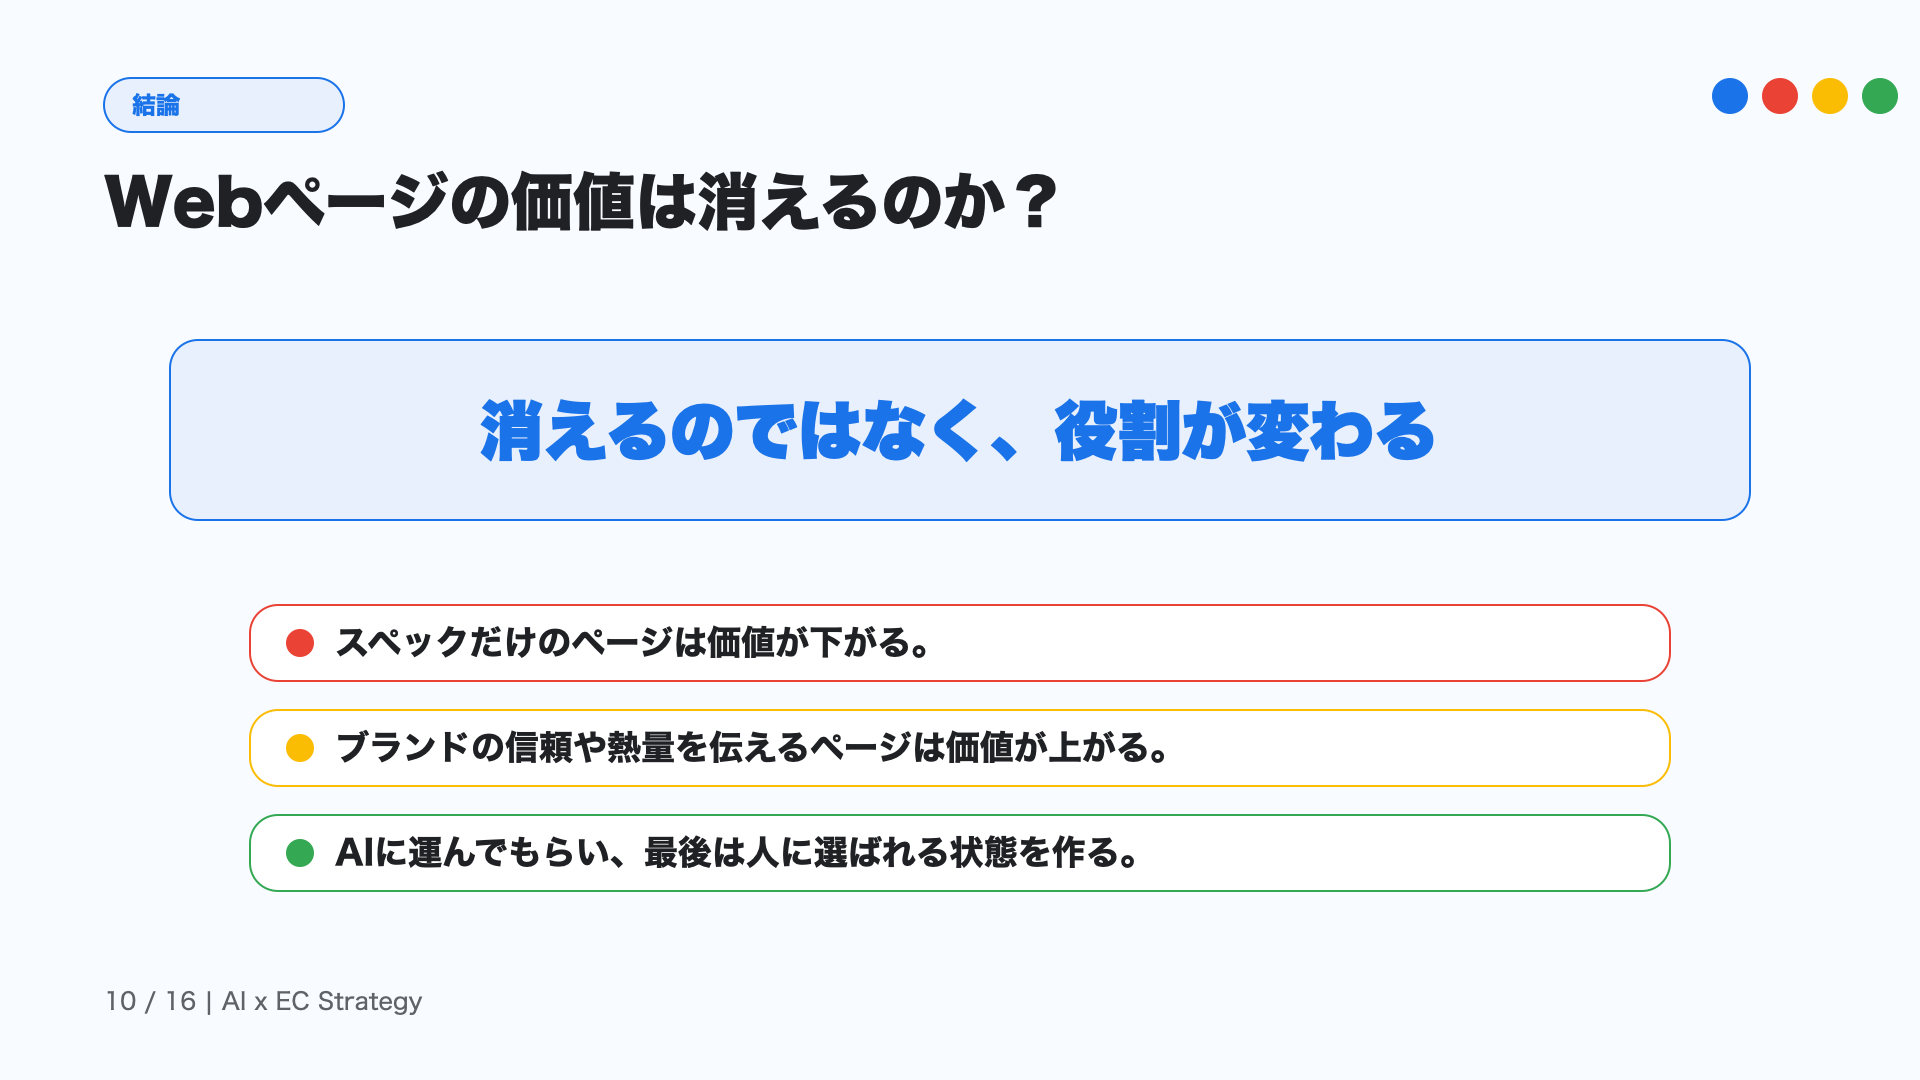 結論
Webページの価値は消えるのか？
消えるのではなく、役割が変わる
スペックだけのページは価値が下がる。
ブランドの信頼や熱量を伝えるページは価値が上がる。
AIに運んでもらい、最後は人に選ばれる状態を作る。
10 / 16 | AI x EC Strategy